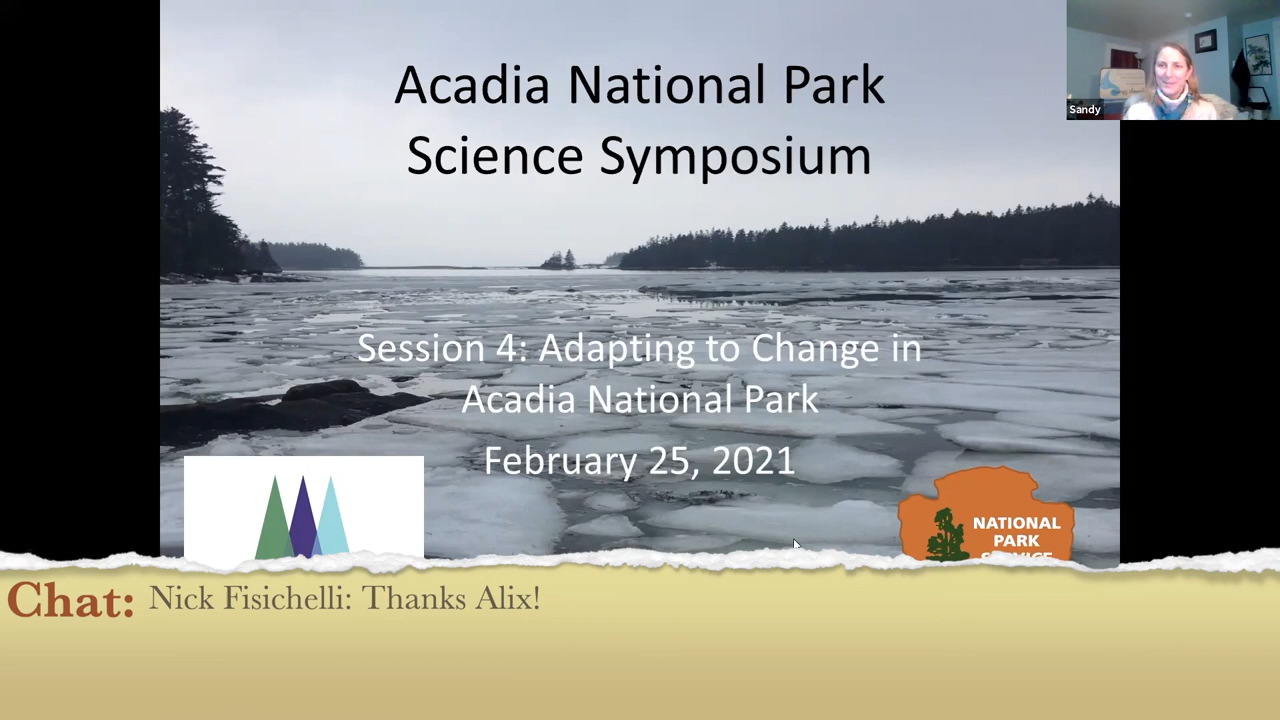 Acadia National Park
Science Symposium
Sandy
Session 4: Adapting to Change in
Acadia National Park
February 25, 2021
NATIONAL
PARK
SERVICE
Chat: Nick Fisichelli: Thanks Alix!